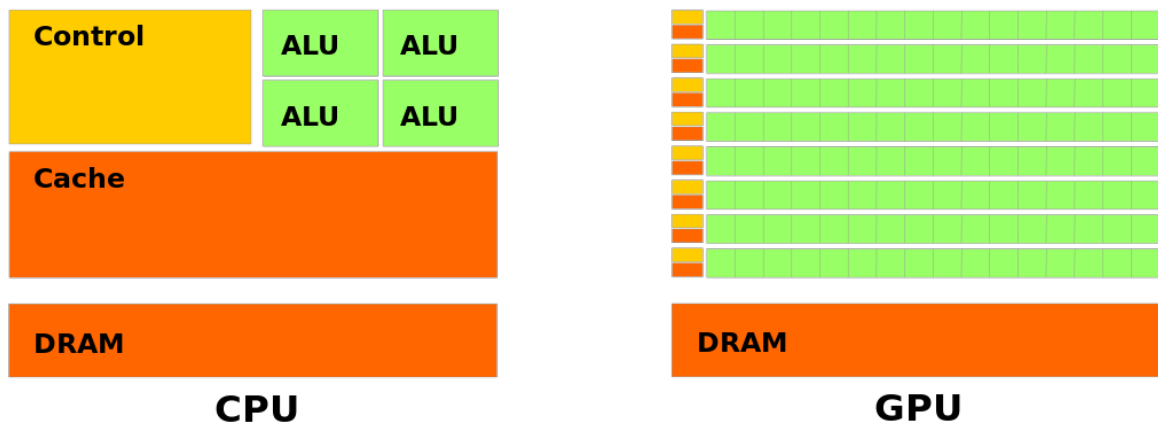 Control
ALU
ALU
ALU
ALU
Cache
DRAM
CPU
DRAM
GPU